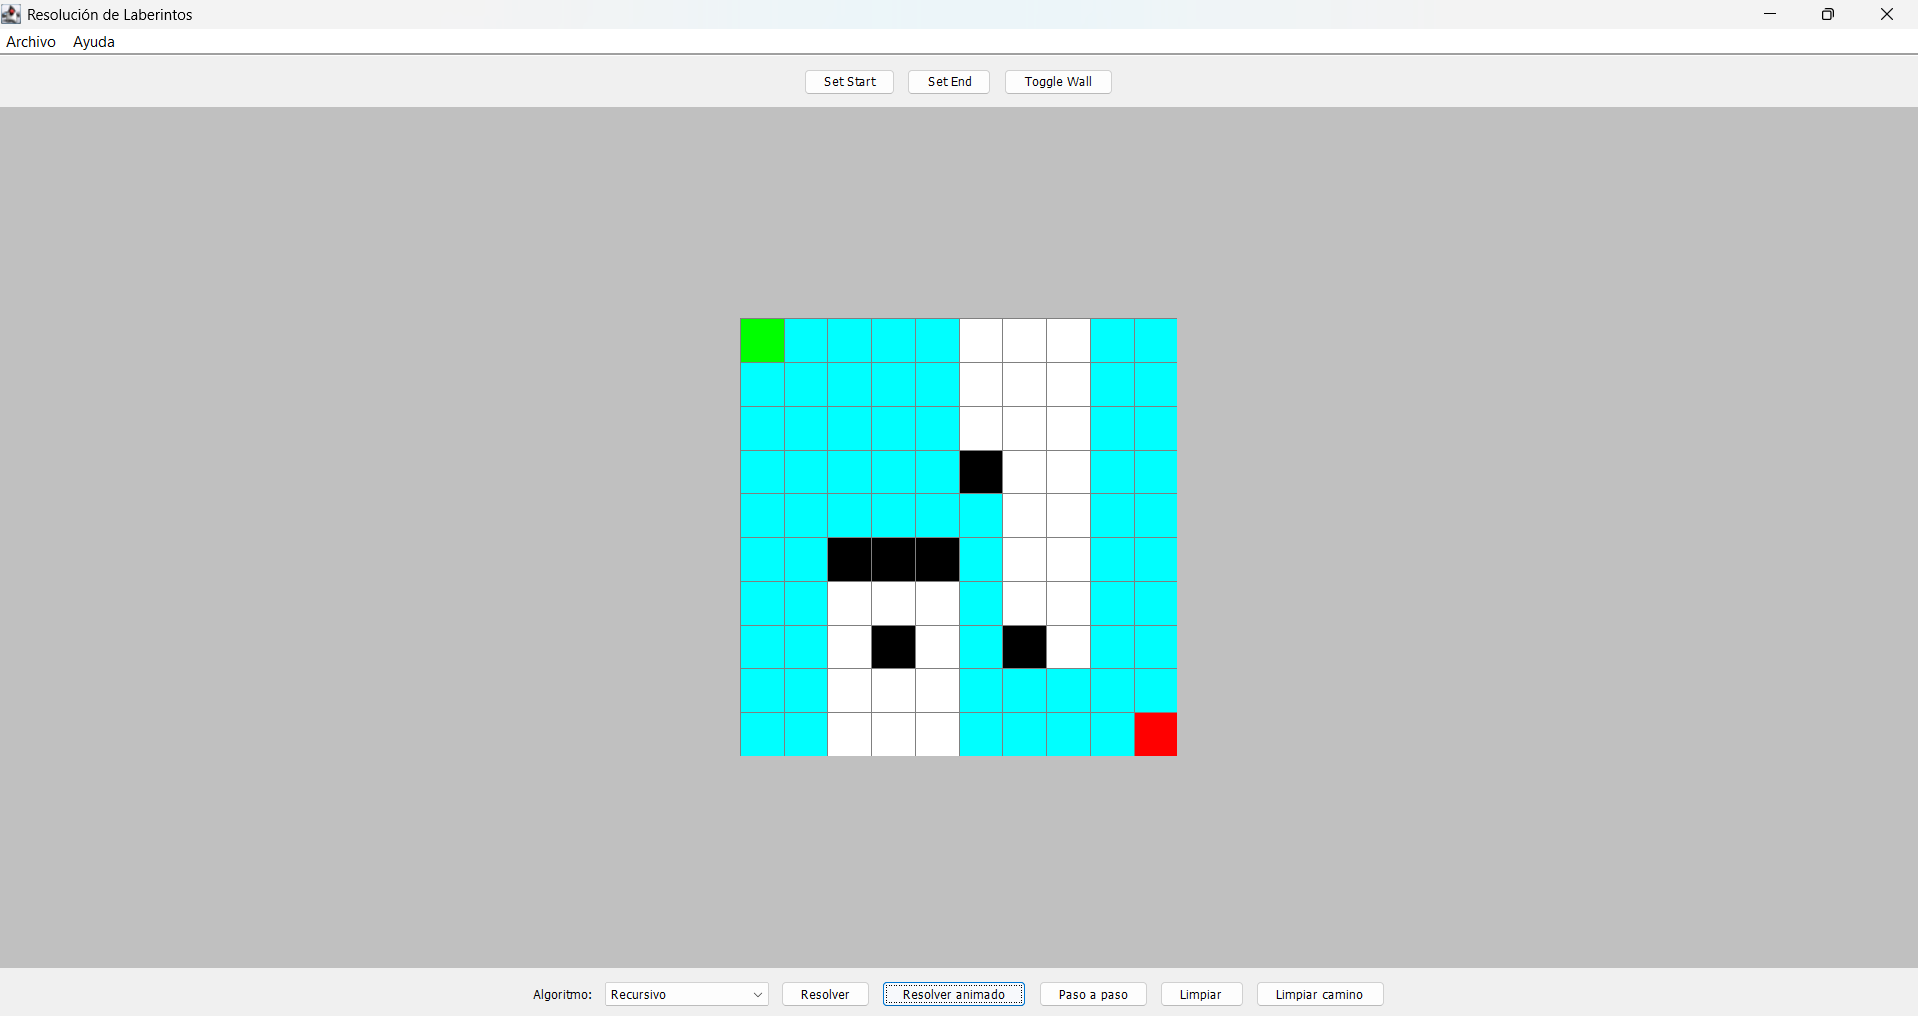 Resolución de Laberintos
Archivo Ayuda
Set Start Set End Toggle Wall
Algoritmo: Recursivo Resolver Resolver animado Paso a paso Limpiar Limpiar camino